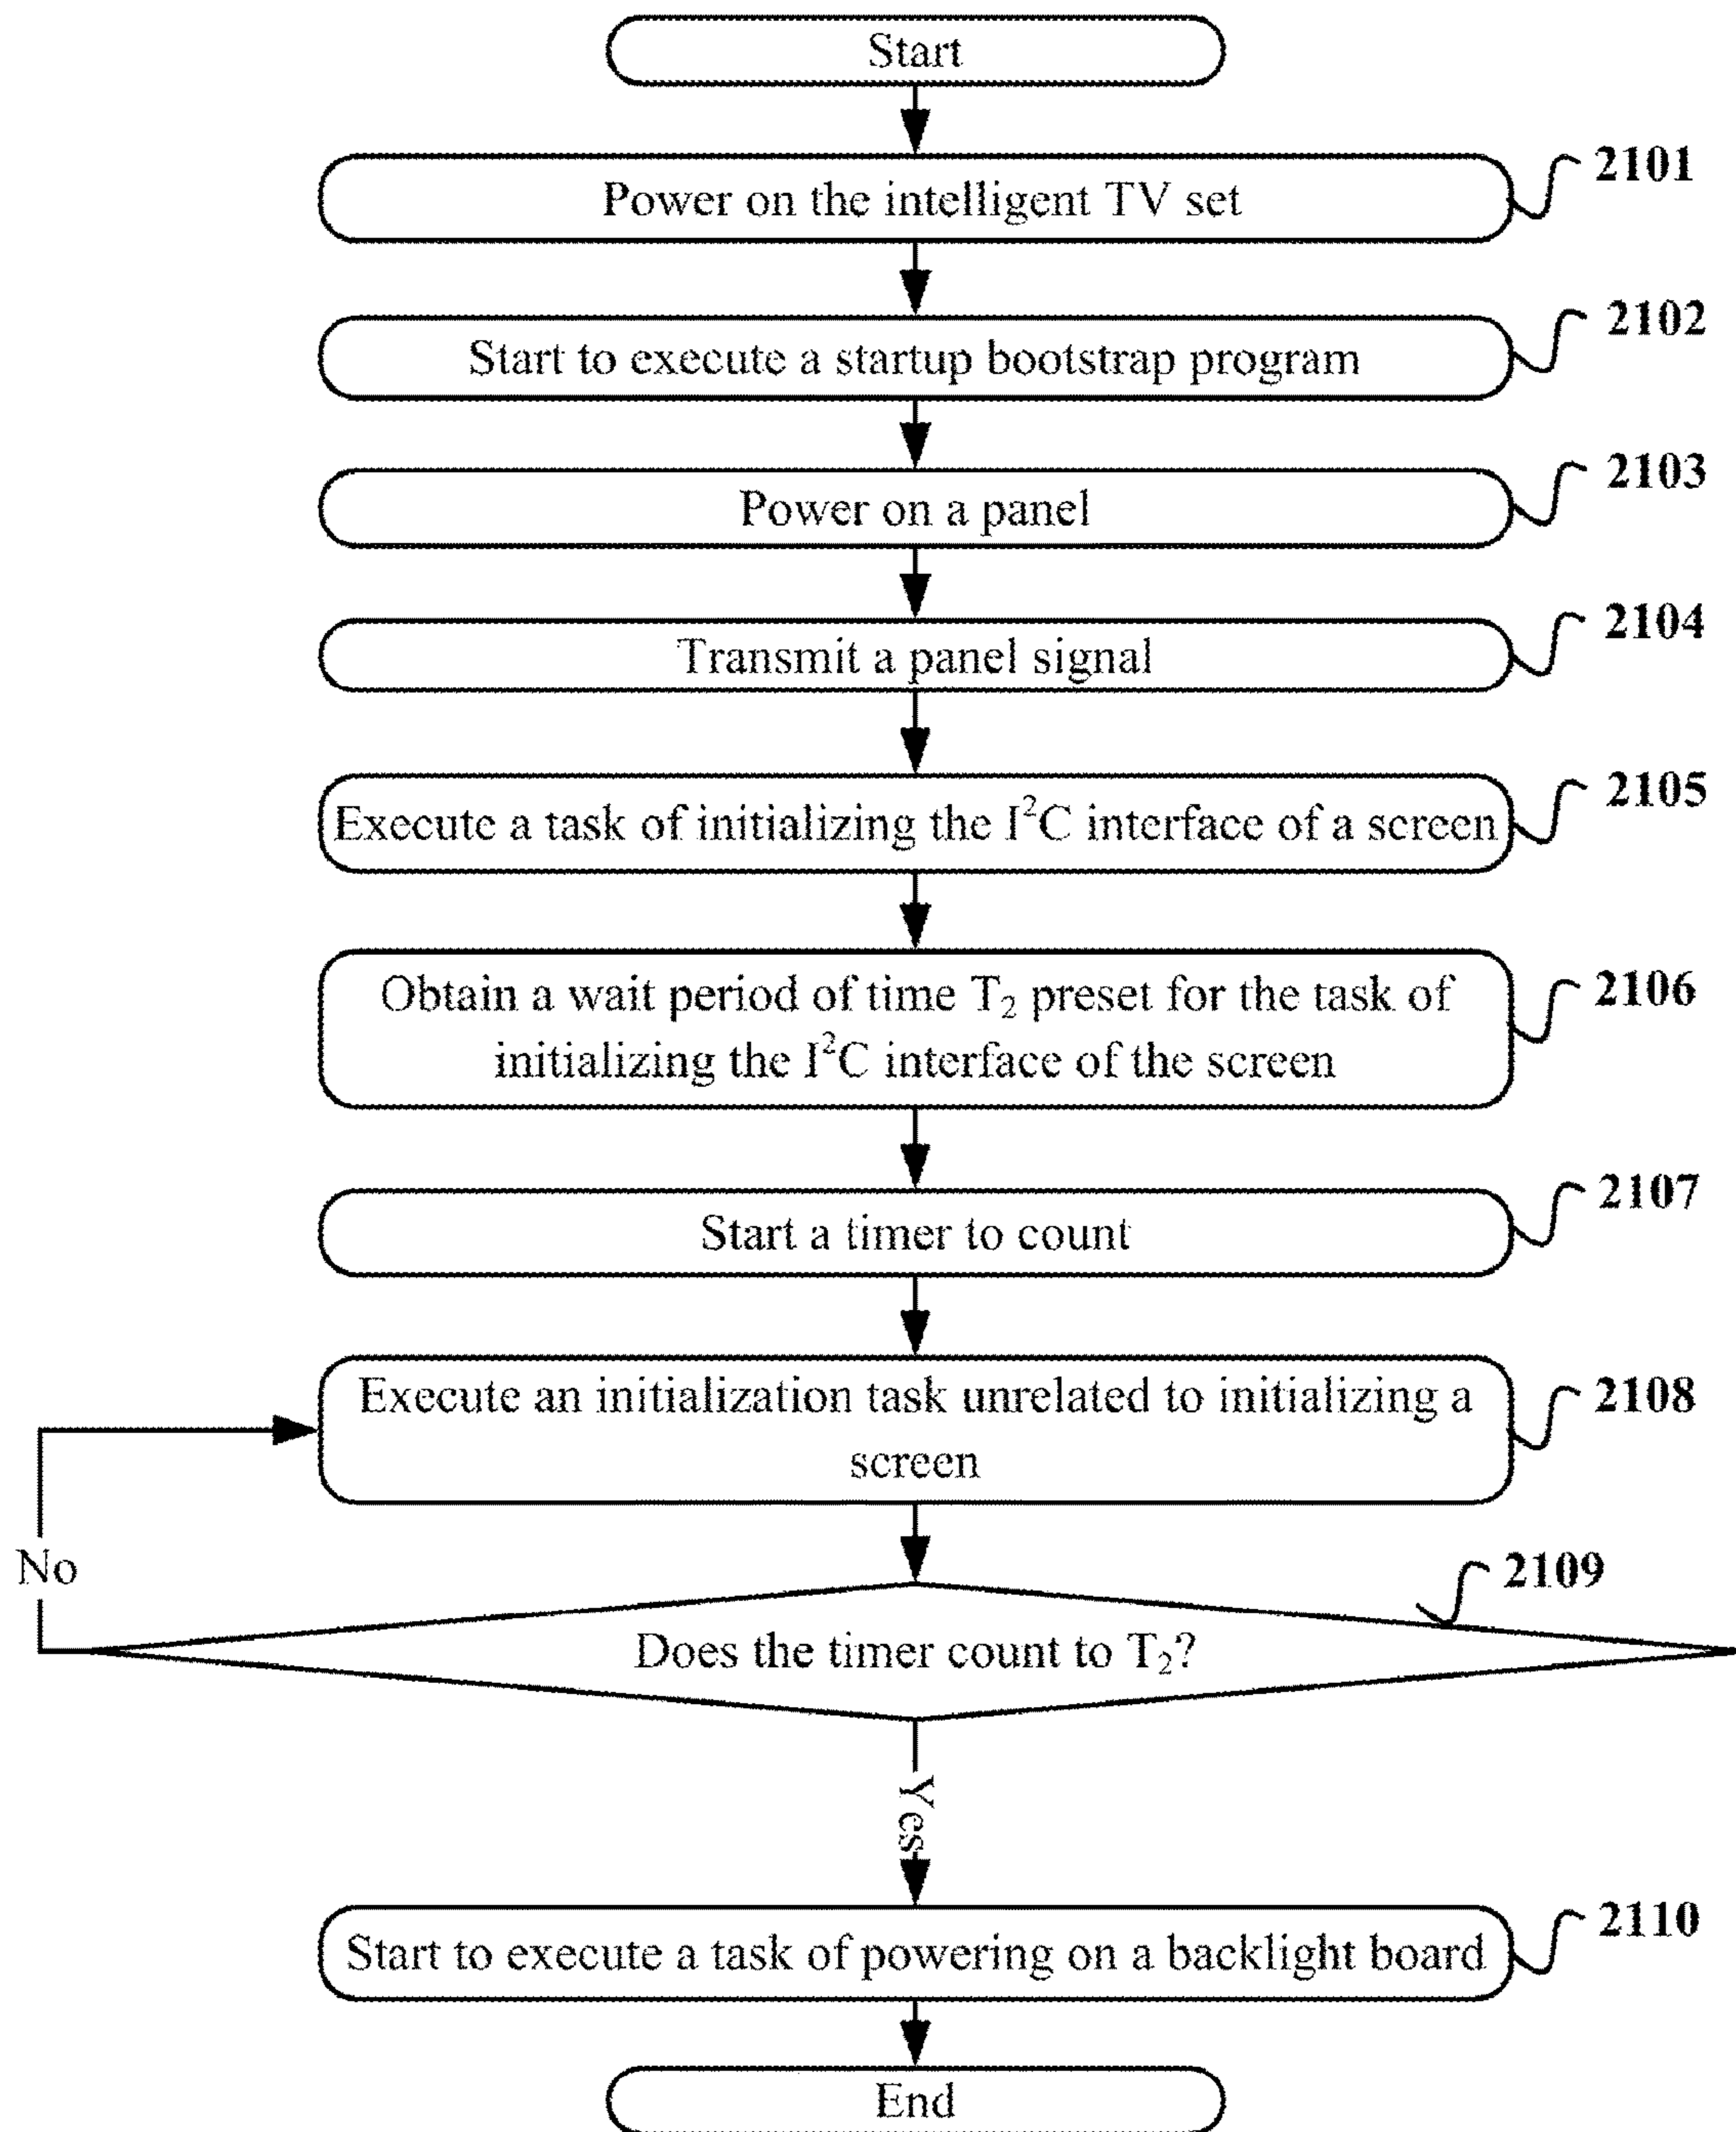 Start
Power on the intelligent TV set
2101
Start to execute a startup bootstrap program
2102
Power on a panel
2103
Transmit a panel signal
2104
Execute a task of initializing the I²C interface of a screen
2105
Obtain a wait period of time T₂ preset for the task of
initializing the I²C interface of the screen
2106
Start a timer to count
2107
Execute an initialization task unrelated to initializing a
screen
2108
No
Does the timer count to T₂?
2109
Yes
Start to execute a task of powering on a backlight board
2110
End